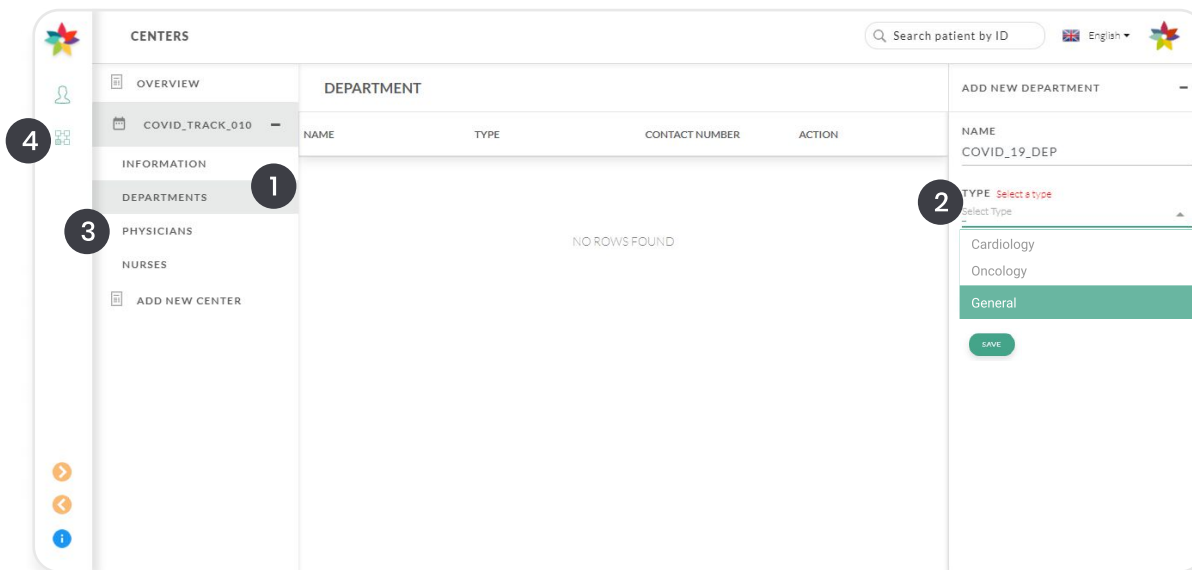 CENTERS
Search patient by ID
English
OVERVIEW
DEPARTMENT
ADD NEW DEPARTMENT
COVID_TRACK_010
NAME TYPE CONTACT NUMBER ACTION
NAME
COVID_19_DEP
4
INFORMATION
1
DEPARTMENTS
2
TYPE Select a type
Select Type
3
PHYSICIANS
NO ROWS FOUND
Cardiology
NURSES
Oncology
ADD NEW CENTER
General
SAVE
i